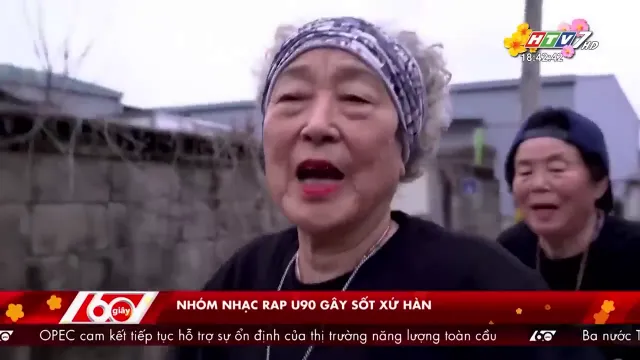 HTV7 HD
18:42:42
60 giây
NHÓM NHẠC RAP U90 GÂY SỐT XỨ HÀN
OPEC cam kết tiếp tục hỗ trợ sự ổn định của thị trường năng lượng toàn cầu
60
Ba nước T